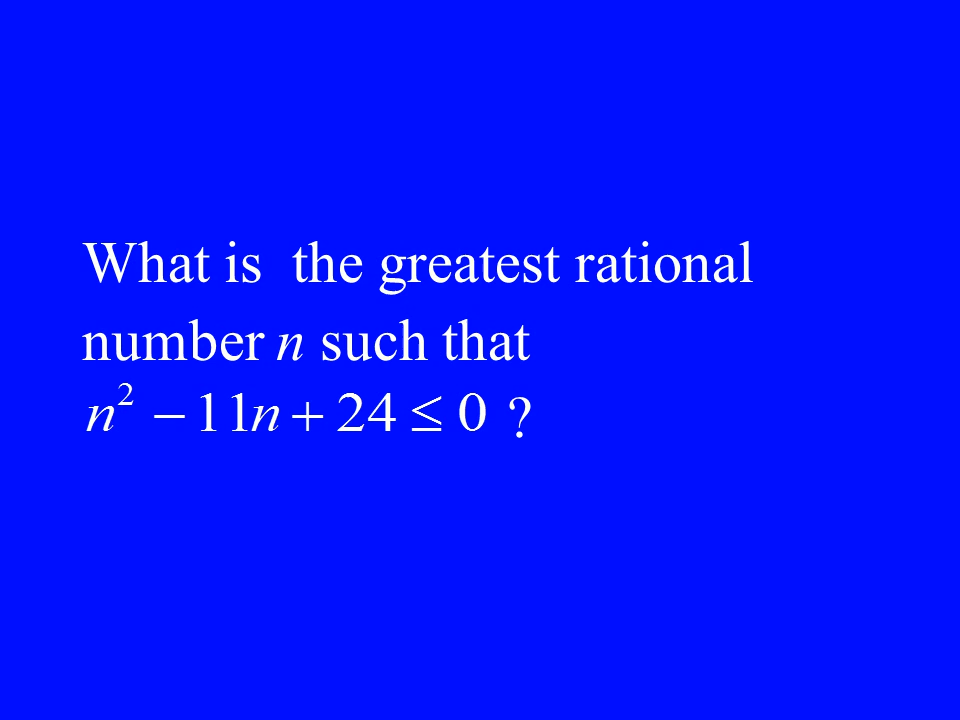 What is the greatest rational
number n such that
n² − 11n + 24 ≤ 0 ?